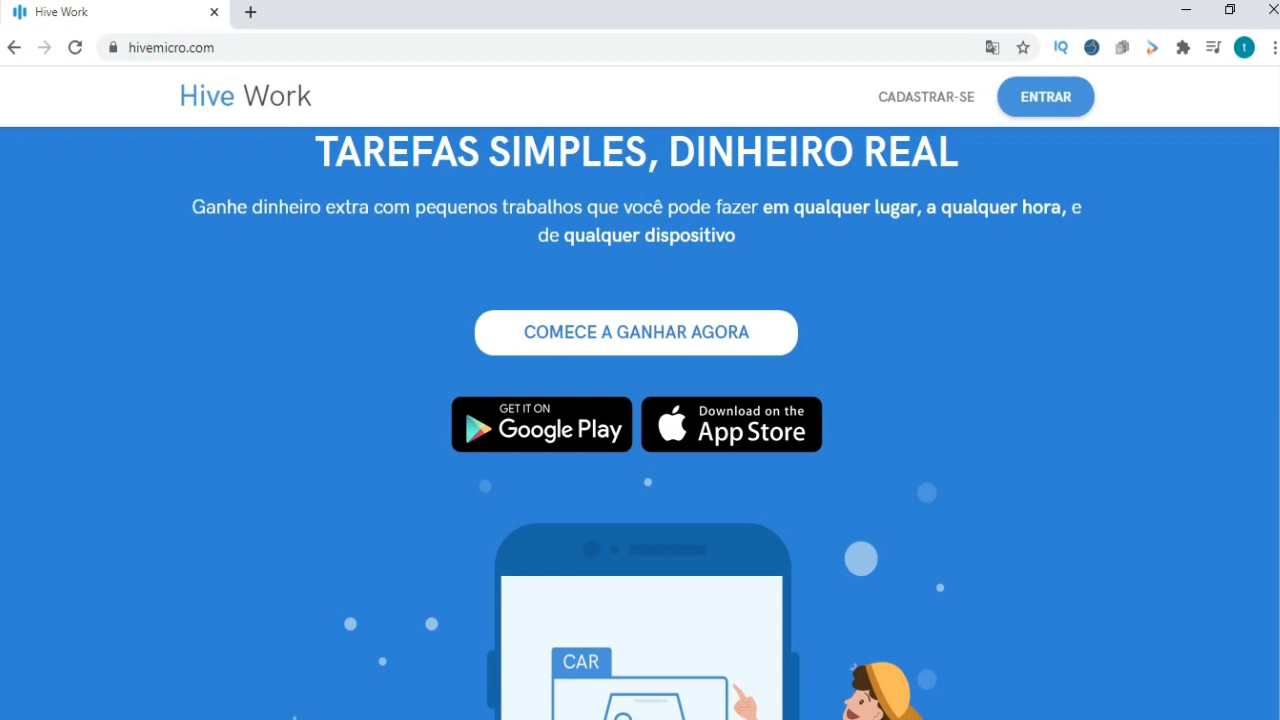 Hive Work
hivemicro.com
IQ
t
Hive Work
CADASTRAR-SE
ENTRAR
TAREFAS SIMPLES, DINHEIRO REAL
Ganhe dinheiro extra com pequenos trabalhos que você pode fazer em qualquer lugar, a qualquer hora, e
de qualquer dispositivo
COMECE A GANHAR AGORA
GET IT ON
Google Play
Download on the
App Store
CAR